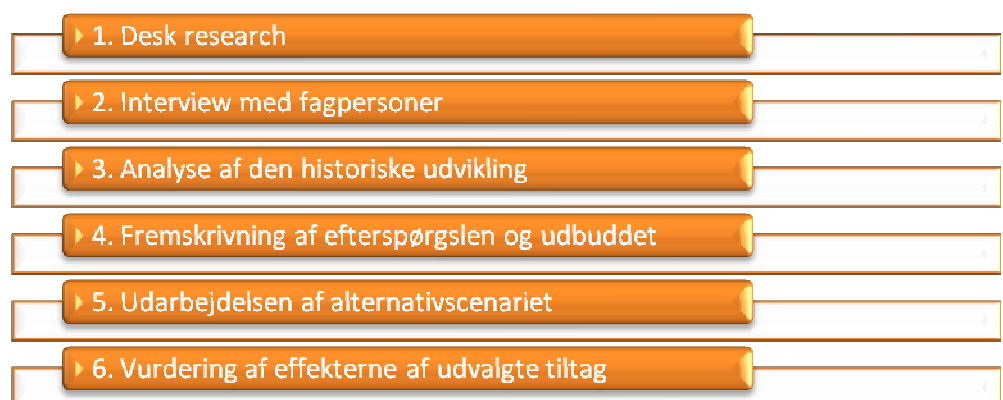 1. Desk research
2. Interview med fagpersoner
3. Analyse af den historiske udvikling
4. Fremskrivning af efterspørgslen og udbuddet
5. Udarbejdelsen af alternativscenariet
6. Vurdering af effekterne af udvalgte tiltag